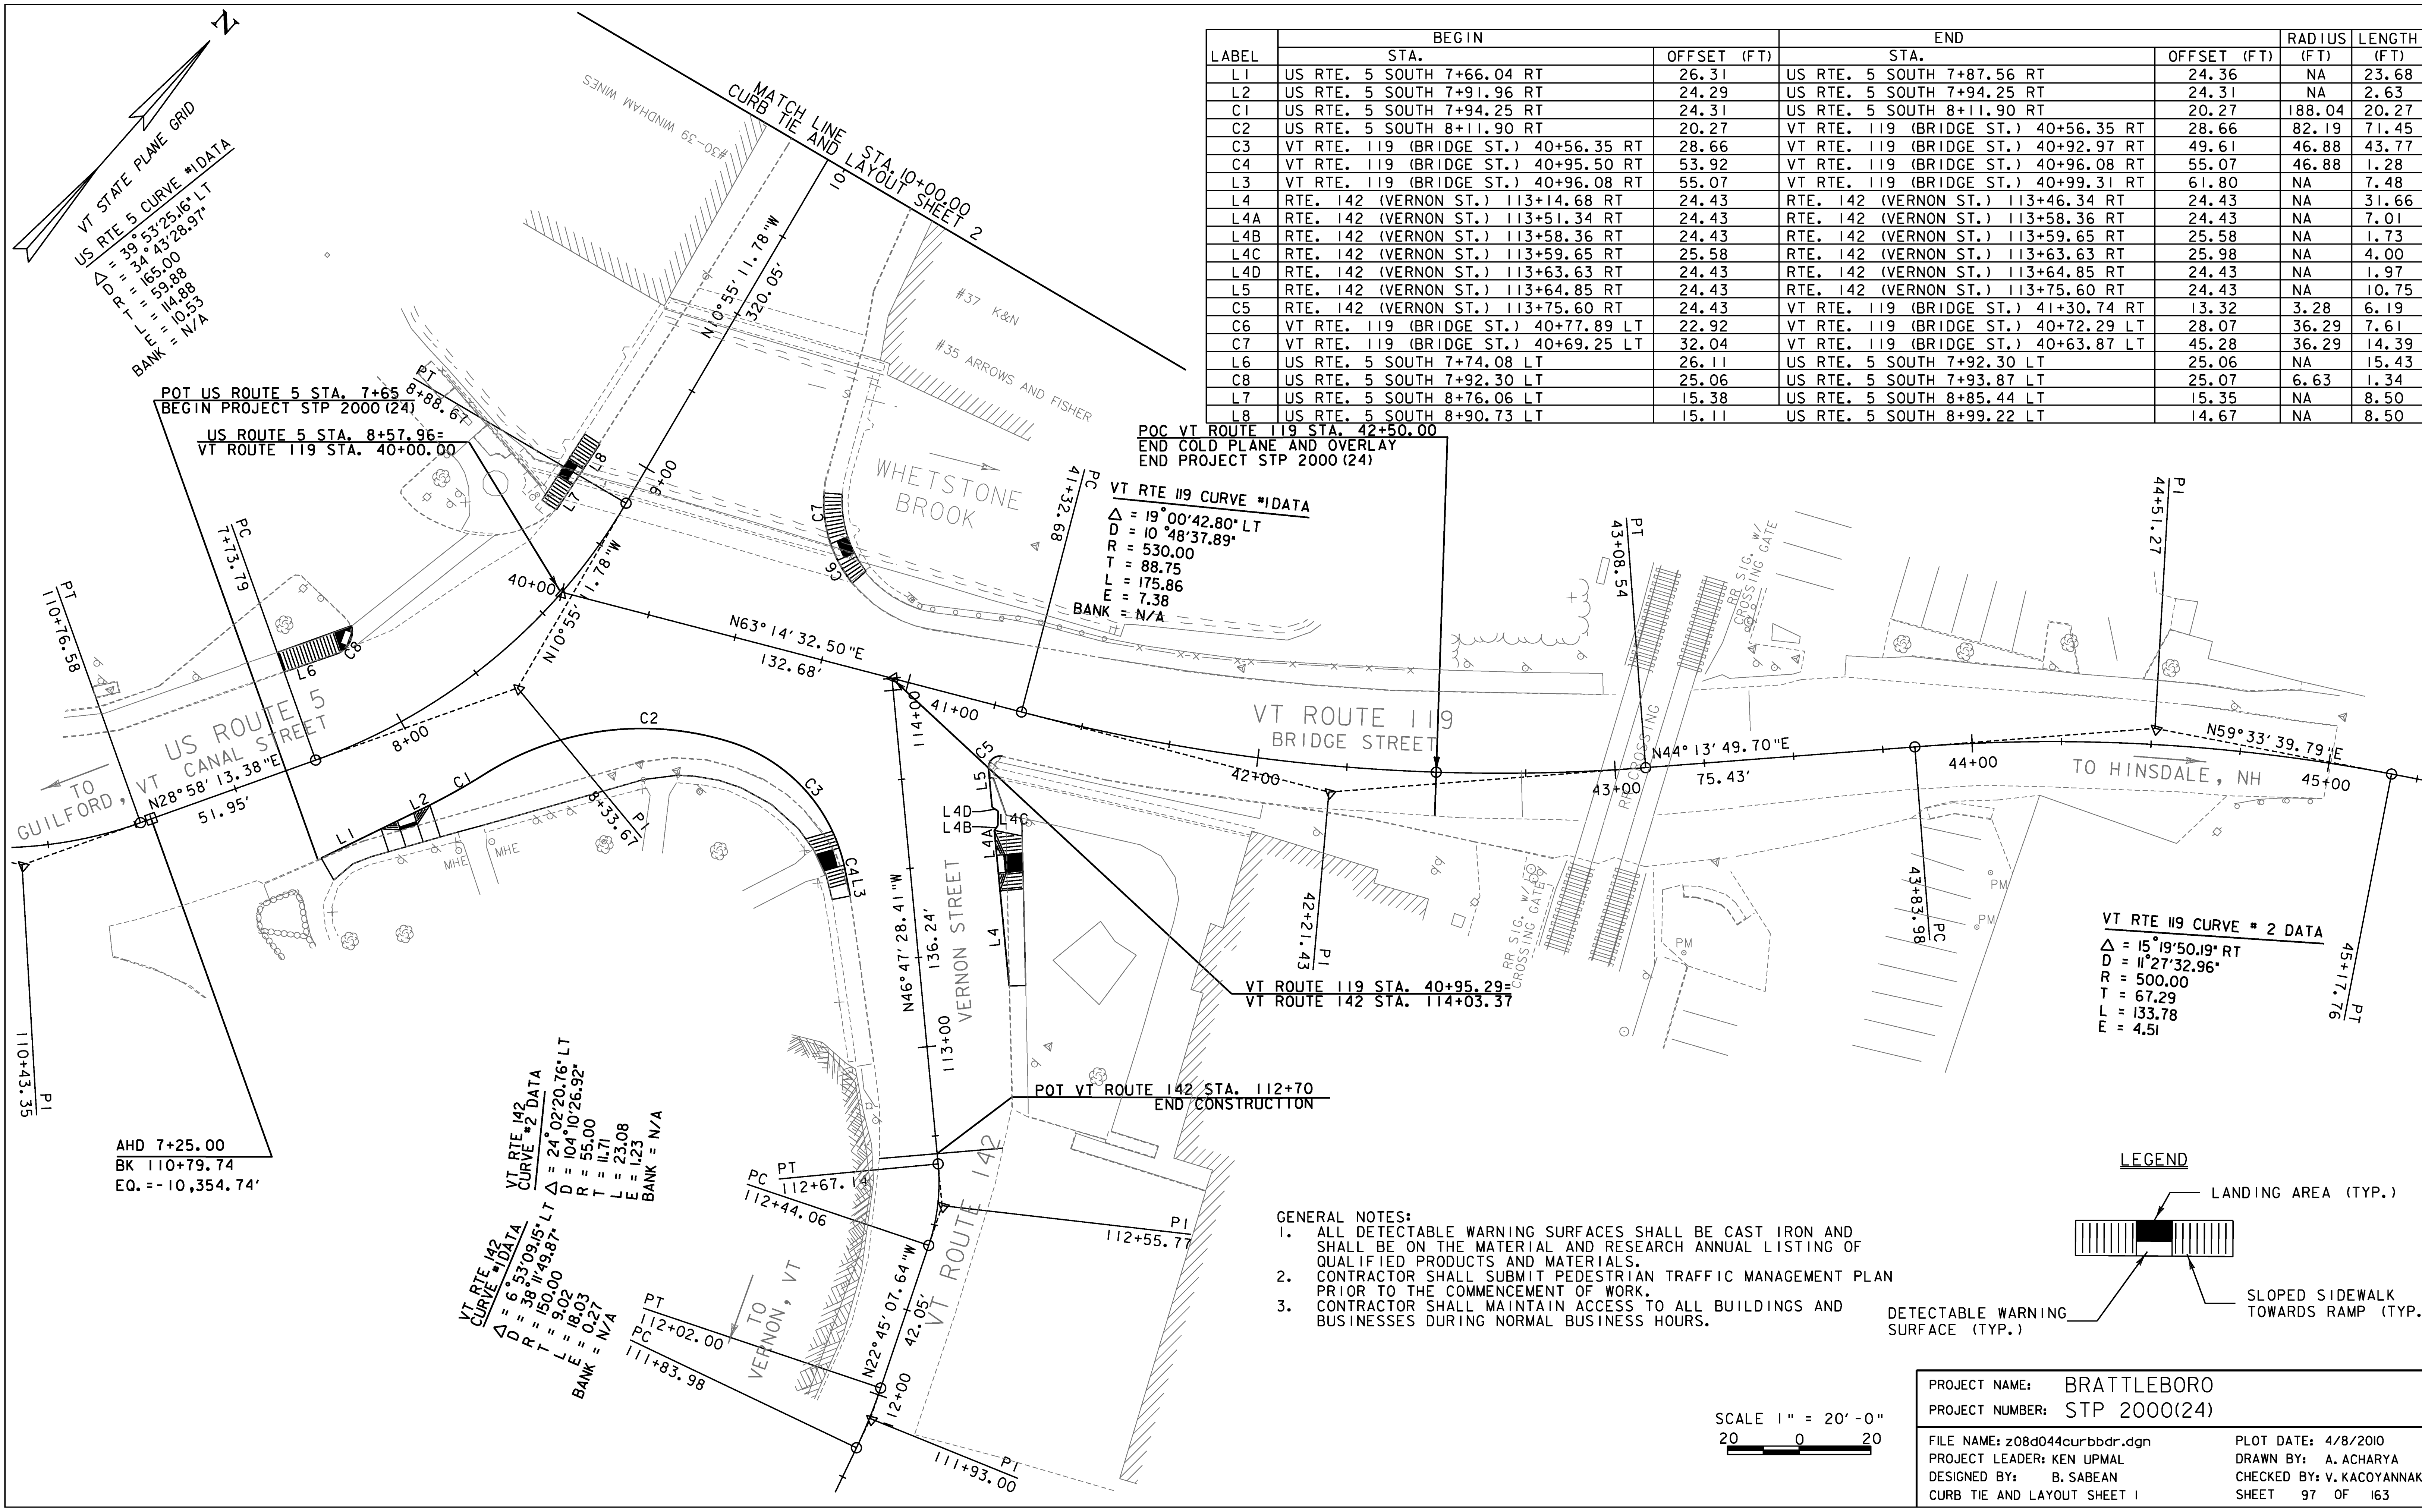 N
VT STATE PLANE GRID
US RTE 5 CURVE #1 DATA
Δ = 39°53'25.16" LT
D = 34°43'28.97"
R = 165.00
T = 59.88
L = 114.88
E = 10.53
BANK = N/A
#30-39 WINDHAM WINES
MATCH LINE STA. 10+00.00
CURB TIE AND LAYOUT SHEET 2
10
N10°55'11.78"W
320.05'
#37 K&N
#35 ARROWS AND FISHER
LABEL BEGIN END RADIUS LENGTH
STA. OFFSET (FT) STA. OFFSET (FT) (FT) (FT)
L1 US RTE. 5 SOUTH 7+66.04 RT 26.31 US RTE. 5 SOUTH 7+87.56 RT 24.36 NA 23.68
L2 US RTE. 5 SOUTH 7+91.96 RT 24.29 US RTE. 5 SOUTH 7+94.25 RT 24.31 NA 2.63
C1 US RTE. 5 SOUTH 7+94.25 RT 24.31 US RTE. 5 SOUTH 8+11.90 RT 20.27 188.04 20.27
C2 US RTE. 5 SOUTH 8+11.90 RT 20.27 VT RTE. 119 (BRIDGE ST.) 40+56.35 RT 28.66 82.19 71.45
C3 VT RTE. 119 (BRIDGE ST.) 40+56.35 RT 28.66 VT RTE. 119 (BRIDGE ST.) 40+92.97 RT 49.61 46.88 43.77
C4 VT RTE. 119 (BRIDGE ST.) 40+95.50 RT 53.92 VT RTE. 119 (BRIDGE ST.) 40+96.08 RT 55.07 46.88 1.28
L3 VT RTE. 119 (BRIDGE ST.) 40+96.08 RT 55.07 VT RTE. 119 (BRIDGE ST.) 40+99.31 RT 61.80 NA 7.48
L4 RTE. 142 (VERNON ST.) 113+14.68 RT 24.43 RTE. 142 (VERNON ST.) 113+46.34 RT 24.43 NA 31.66
L4A RTE. 142 (VERNON ST.) 113+51.34 RT 24.43 RTE. 142 (VERNON ST.) 113+58.36 RT 24.43 NA 7.01
L4B RTE. 142 (VERNON ST.) 113+58.36 RT 24.43 RTE. 142 (VERNON ST.) 113+59.65 RT 25.58 NA 1.73
L4C RTE. 142 (VERNON ST.) 113+59.65 RT 25.58 RTE. 142 (VERNON ST.) 113+63.63 RT 25.98 NA 4.00
L4D RTE. 142 (VERNON ST.) 113+63.63 RT 24.43 RTE. 142 (VERNON ST.) 113+64.85 RT 24.43 NA 1.97
L5 RTE. 142 (VERNON ST.) 113+64.85 RT 24.43 RTE. 142 (VERNON ST.) 113+75.60 RT 24.43 NA 10.75
C5 RTE. 142 (VERNON ST.) 113+75.60 RT 24.43 VT RTE. 119 (BRIDGE ST.) 41+30.74 RT 13.32 3.28 6.19
C6 VT RTE. 119 (BRIDGE ST.) 40+77.89 LT 22.92 VT RTE. 119 (BRIDGE ST.) 40+72.29 LT 28.07 36.29 7.61
C7 VT RTE. 119 (BRIDGE ST.) 40+69.25 LT 32.04 VT RTE. 119 (BRIDGE ST.) 40+63.87 LT 45.28 36.29 14.39
L6 US RTE. 5 SOUTH 7+74.08 LT 26.11 US RTE. 5 SOUTH 7+92.30 LT 25.06 NA 15.43
C8 US RTE. 5 SOUTH 7+92.30 LT 25.06 US RTE. 5 SOUTH 7+93.87 LT 25.07 6.63 1.34
L7 US RTE. 5 SOUTH 8+76.06 LT 15.38 US RTE. 5 SOUTH 8+85.44 LT 15.35 NA 8.50
L8 US RTE. 5 SOUTH 8+90.73 LT 15.11 US RTE. 5 SOUTH 8+99.22 LT 14.67 NA 8.50
POT US ROUTE 5 STA. 7+65
BEGIN PROJECT STP 2000(24)
US ROUTE 5 STA. 8+57.96=
VT ROUTE 119 STA. 40+00.00
PT
8+88.67
L8
L7
9+00
WHETSTONE
BROOK
C7
C6
POC VT ROUTE 119 STA. 42+50.00
END COLD PLANE AND OVERLAY
END PROJECT STP 2000(24)
PC
41+32.68
VT RTE 119 CURVE #1 DATA
Δ = 19°00'42.80" LT
D = 10°48'37.89"
R = 530.00
T = 88.75
L = 175.86
E = 7.38
BANK = N/A
PT
43+08.54
RR SIG. W/
CROSSING GATE
PI
44+51.27
PT
110+76.58
PC
7+73.79
40+00
N10°55'11.78"W
N63°14'32.50"E
132.68'
L6
C8
US ROUTE 5
CANAL STREET
TO
GUILFORD, VT
N28°58'13.38"E
51.95'
8+00
C2
C1
L2
L1
C3
MHE
MHE
PI
8+33.67
C4
L3
114+00
41+00
C5
L5
L4D
L4B
L4C
L4A
L4
VT ROUTE 119
BRIDGE STREET
42+00
43+00
RR CROSSING
N44°13'49.70"E
75.43'
44+00
TO HINSDALE, NH
N59°33'39.79"E
45+00
PI
42+21.43
RR SIG. W/
CROSSING GATE
PM
PM
PM
PC
43+83.98
PT
45+17.76
VT RTE 119 CURVE # 2 DATA
Δ = 15°19'50.19" RT
D = 11°27'32.96"
R = 500.00
T = 67.29
L = 133.78
E = 4.51
N46°47'28.41"W
136.24'
VERNON STREET
113+00
VT ROUTE 119 STA. 40+95.29=
VT ROUTE 142 STA. 114+03.37
PI
110+43.35
AHD 7+25.00
BK 110+79.74
EQ.=-10,354.74'
VT RTE 142
CURVE #2 DATA
Δ = 24°02'20.76" LT
D = 104°10'26.92"
R = 55.00
T = 11.71
L = 23.08
E = 1.23
BANK = N/A
VT RTE 142
CURVE #1 DATA
Δ = 6°53'09.15" LT
D = 38°11'49.87"
R = 150.00
T = 9.02
L = 18.03
E = 0.27
BANK = N/A
POT VT ROUTE 142 STA. 112+70
END CONSTRUCTION
PT
112+67.14
PC
112+44.06
PI
112+55.77
VT ROUTE 142
N22°45'07.64"W
42.05'
TO
VERNON, VT
PT
112+02.00
PC
111+83.98
12+00
PI
111+93.00
GENERAL NOTES:
1. ALL DETECTABLE WARNING SURFACES SHALL BE CAST IRON AND
SHALL BE ON THE MATERIAL AND RESEARCH ANNUAL LISTING OF
QUALIFIED PRODUCTS AND MATERIALS.
2. CONTRACTOR SHALL SUBMIT PEDESTRIAN TRAFFIC MANAGEMENT PLAN
PRIOR TO THE COMMENCEMENT OF WORK.
3. CONTRACTOR SHALL MAINTAIN ACCESS TO ALL BUILDINGS AND
BUSINESSES DURING NORMAL BUSINESS HOURS.
LEGEND
LANDING AREA (TYP.)
DETECTABLE WARNING
SURFACE (TYP.)
SLOPED SIDEWALK
TOWARDS RAMP (TYP.
SCALE 1" = 20'-0"
20 0 20
PROJECT NAME: BRATTLEBORO
PROJECT NUMBER: STP 2000(24)
FILE NAME: z08d044curbbdr.dgn PLOT DATE: 4/8/2010
PROJECT LEADER: KEN UPMAL DRAWN BY: A. ACHARYA
DESIGNED BY: B. SABEAN CHECKED BY: V. KACOYANNAK
CURB TIE AND LAYOUT SHEET 1 SHEET 97 OF 163